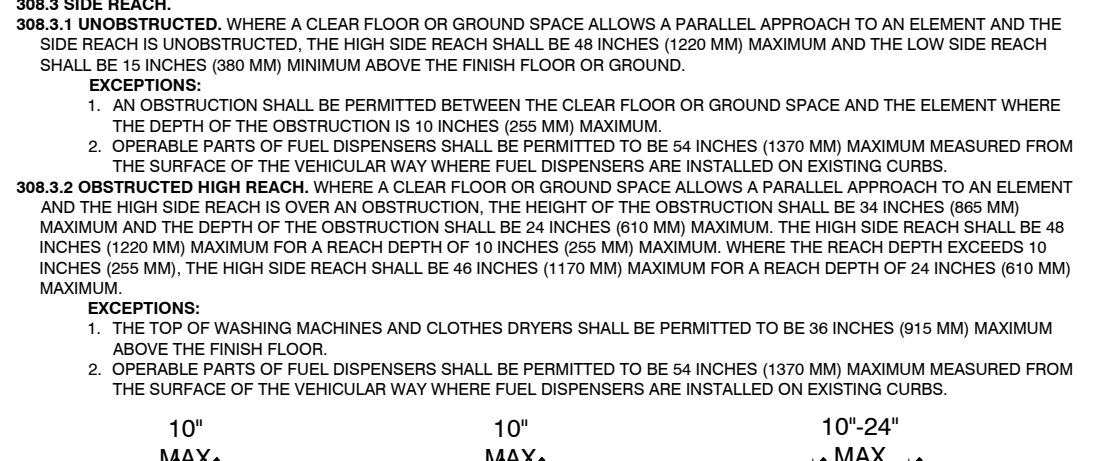 308.3 SIDE REACH.
308.3.1 UNOBSTRUCTED. WHERE A CLEAR FLOOR OR GROUND SPACE ALLOWS A PARALLEL APPROACH TO AN ELEMENT AND THE
SIDE REACH IS UNOBSTRUCTED, THE HIGH SIDE REACH SHALL BE 48 INCHES (1220 MM) MAXIMUM AND THE LOW SIDE REACH
SHALL BE 15 INCHES (380 MM) MINIMUM ABOVE THE FINISH FLOOR OR GROUND.
EXCEPTIONS:
1. AN OBSTRUCTION SHALL BE PERMITTED BETWEEN THE CLEAR FLOOR OR GROUND SPACE AND THE ELEMENT WHERE
THE DEPTH OF THE OBSTRUCTION IS 10 INCHES (255 MM) MAXIMUM.
2. OPERABLE PARTS OF FUEL DISPENSERS SHALL BE PERMITTED TO BE 54 INCHES (1370 MM) MAXIMUM MEASURED FROM
THE SURFACE OF THE VEHICULAR WAY WHERE FUEL DISPENSERS ARE INSTALLED ON EXISTING CURBS.
308.3.2 OBSTRUCTED HIGH REACH. WHERE A CLEAR FLOOR OR GROUND SPACE ALLOWS A PARALLEL APPROACH TO AN ELEMENT
AND THE HIGH SIDE REACH IS OVER AN OBSTRUCTION, THE HEIGHT OF THE OBSTRUCTION SHALL BE 34 INCHES (865 MM)
MAXIMUM AND THE DEPTH OF THE OBSTRUCTION SHALL BE 24 INCHES (610 MM) MAXIMUM. THE HIGH SIDE REACH SHALL BE 48
INCHES (1220 MM) MAXIMUM FOR A REACH DEPTH OF 10 INCHES (255 MM) MAXIMUM. WHERE THE REACH DEPTH EXCEEDS 10
INCHES (255 MM), THE HIGH SIDE REACH SHALL BE 46 INCHES (1170 MM) MAXIMUM FOR A REACH DEPTH OF 24 INCHES (610 MM)
MAXIMUM.
EXCEPTIONS:
1. THE TOP OF WASHING MACHINES AND CLOTHES DRYERS SHALL BE PERMITTED TO BE 36 INCHES (915 MM) MAXIMUM
ABOVE THE FINISH FLOOR.
2. OPERABLE PARTS OF FUEL DISPENSERS SHALL BE PERMITTED TO BE 54 INCHES (1370 MM) MAXIMUM MEASURED FROM
THE SURFACE OF THE VEHICULAR WAY WHERE FUEL DISPENSERS ARE INSTALLED ON EXISTING CURBS.
10" 10" 10"-24"
MAX MAX MAX